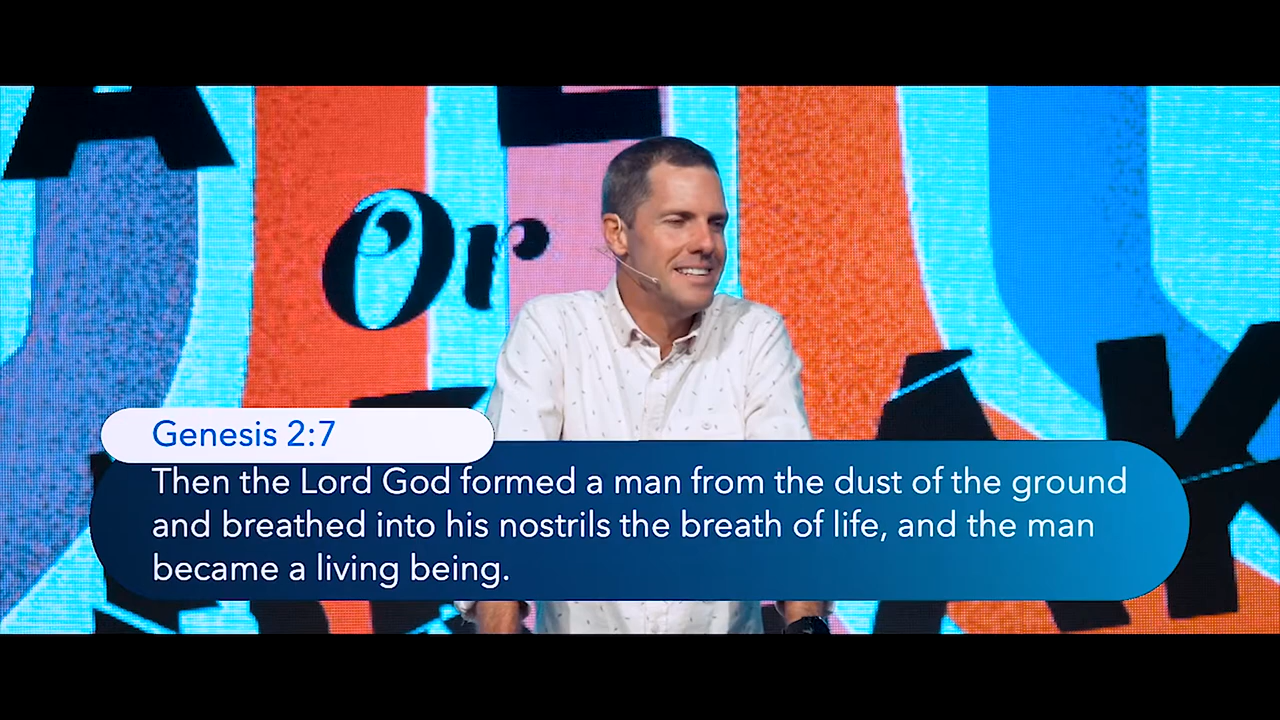 Or
Genesis 2:7
Then the Lord God formed a man from the dust of the ground
and breathed into his nostrils the breath of life, and the man
became a living being.